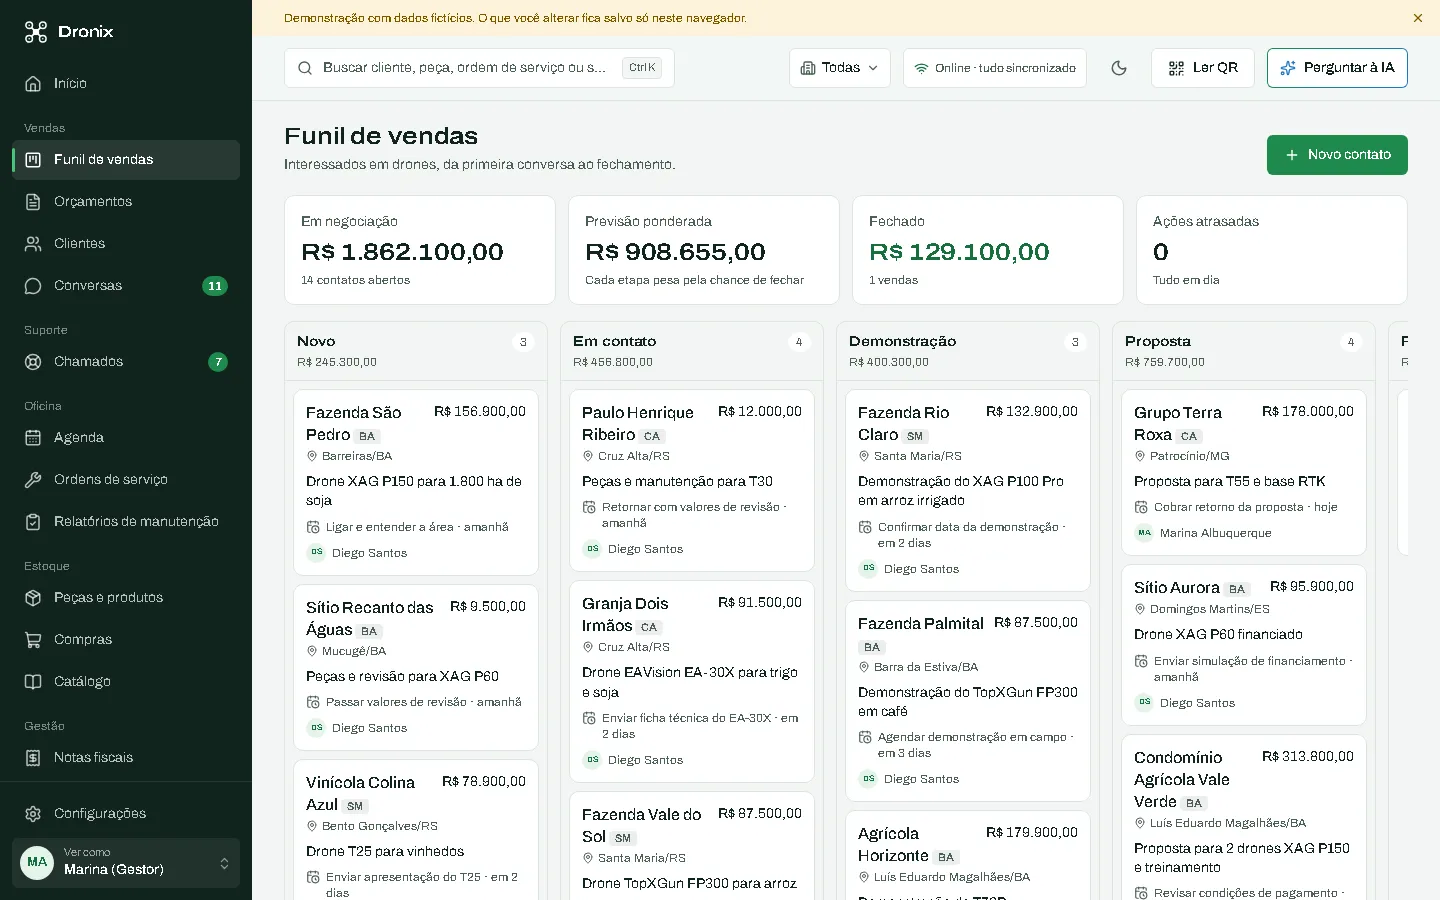 Demonstração com dados fictícios. O que você alterar fica salvo só neste navegador.
Dronix
Buscar cliente, peça, ordem de serviço ou s...
Ctrl K
Todas
Online · tudo sincronizado
Ler QR
Perguntar à IA
Início
Vendas
Funil de vendas
Orçamentos
Clientes
Conversas
11
Suporte
Chamados
7
Oficina
Agenda
Ordens de serviço
Relatórios de manutenção
Estoque
Peças e produtos
Compras
Catálogo
Gestão
Notas fiscais
Configurações
MA
Ver como
Marina (Gestor)
Funil de vendas
Interessados em drones, da primeira conversa ao fechamento.
Novo contato
Em negociação
R$ 1.862.100,00
14 contatos abertos
Previsão ponderada
R$ 908.655,00
Cada etapa pesa pela chance de fechar
Fechado
R$ 129.100,00
1 vendas
Ações atrasadas
0
Tudo em dia
Novo
3
R$ 245.300,00
Fazenda São
Pedro BA
R$ 156.900,00
Barreiras/BA
Drone XAG P150 para 1.800 ha de
soja
Ligar e entender a área · amanhã
DS Diego Santos
Sítio Recanto das
Águas BA
R$ 9.500,00
Mucugê/BA
Peças e revisão para XAG P60
Passar valores de revisão · amanhã
DS Diego Santos
Vinícola Colina
Azul SM
R$ 78.900,00
Bento Gonçalves/RS
Drone T25 para vinhedos
Enviar apresentação do T25 · em 2
dias
Em contato
4
R$ 456.800,00
Paulo Henrique
Ribeiro CA
R$ 12.000,00
Cruz Alta/RS
Peças e manutenção para T30
Retornar com valores de revisão ·
amanhã
DS Diego Santos
Granja Dois
Irmãos CA
R$ 91.500,00
Cruz Alta/RS
Drone EAVision EA-30X para trigo
e soja
Enviar ficha técnica do EA-30X · em
2 dias
DS Diego Santos
Fazenda Vale do
Sol SM
R$ 87.500,00
Santa Maria/RS
Drone TopXGun FP300 para arroz
Demonstração
3
R$ 400.300,00
Fazenda Rio
Claro SM
R$ 132.900,00
Santa Maria/RS
Demonstração do XAG P100 Pro
em arroz irrigado
Confirmar data da demonstração ·
em 2 dias
DS Diego Santos
Fazenda Palmital
BA
R$ 87.500,00
Barra da Estiva/BA
Demonstração do TopXGun FP300
em café
Agendar demonstração em campo ·
em 3 dias
DS Diego Santos
Agrícola
Horizonte BA
R$ 179.900,00
Luís Eduardo Magalhães/BA
Proposta
4
R$ 759.700,00
Grupo Terra
Roxa CA
R$ 178.000,00
Patrocínio/MG
Proposta para T55 e base RTK
Cobrar retorno da proposta · hoje
MA Marina Albuquerque
Sítio Aurora BA
R$ 95.900,00
Domingos Martins/ES
Drone XAG P60 financiado
Enviar simulação de financiamento ·
amanhã
DS Diego Santos
Condomínio
Agrícola Vale
Verde BA
R$ 313.800,00
Luís Eduardo Magalhães/BA
Proposta para 2 drones XAG P150
e treinamento
Revisar condições de pagamento ·